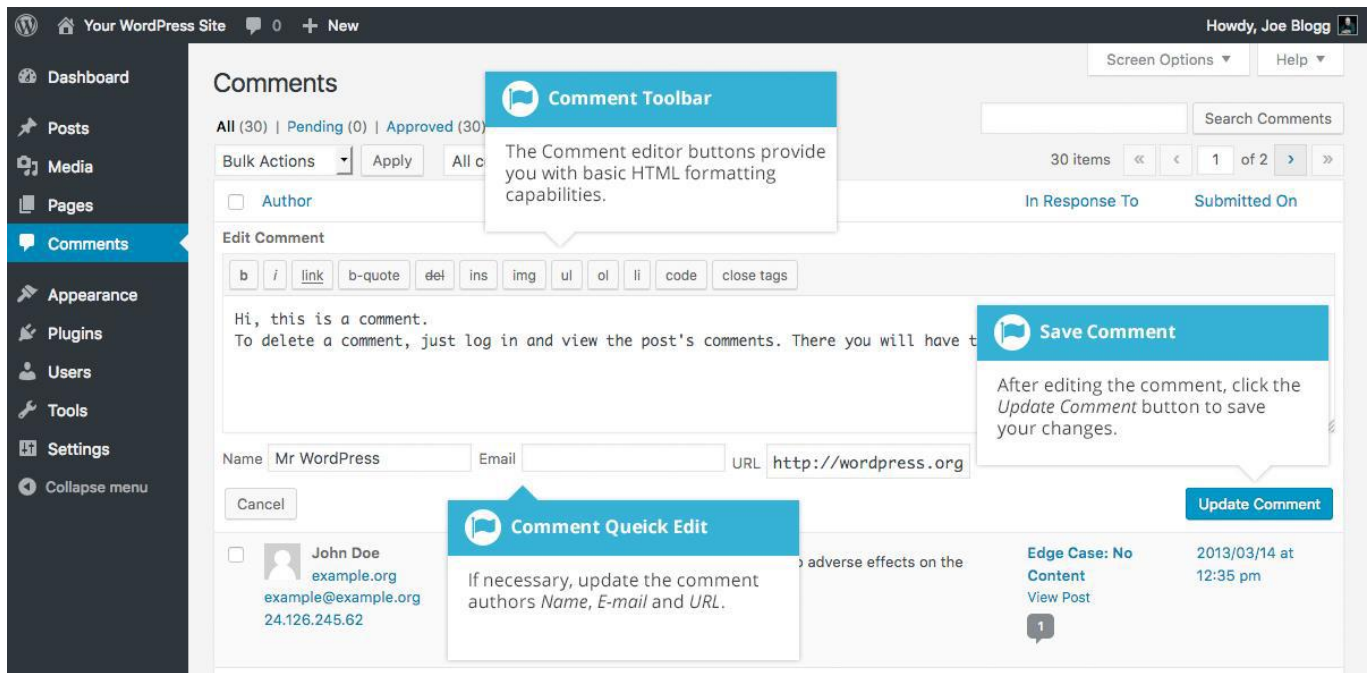 Your WordPress Site 0 + New Howdy, Joe Blogg
Screen Options Help
Dashboard
Posts
Media
Pages
Comments
Appearance
Plugins
Users
Tools
Settings
Collapse menu
Comments
All (30) | Pending (0) | Approved (30)
Search Comments
Bulk Actions Apply All
30 items « ‹ 1 of 2 › »
Author In Response To Submitted On
Comment Toolbar
The Comment editor buttons provide
you with basic HTML formatting
capabilities.
Edit Comment
b i link b-quote del ins img ul ol li code close tags
Hi, this is a comment.
To delete a comment, just log in and view the post's comments. There you will have
Save Comment
After editing the comment, click the
Update Comment button to save
your changes.
Name Mr WordPress Email URL http://wordpress.org
Cancel Update Comment
Comment Queick Edit
If necessary, update the comment
authors Name, E-mail and URL.
John Doe
example.org
example@example.org
24.126.245.62
adverse effects on the
Edge Case: No
Content
View Post
1
2013/03/14 at
12:35 pm